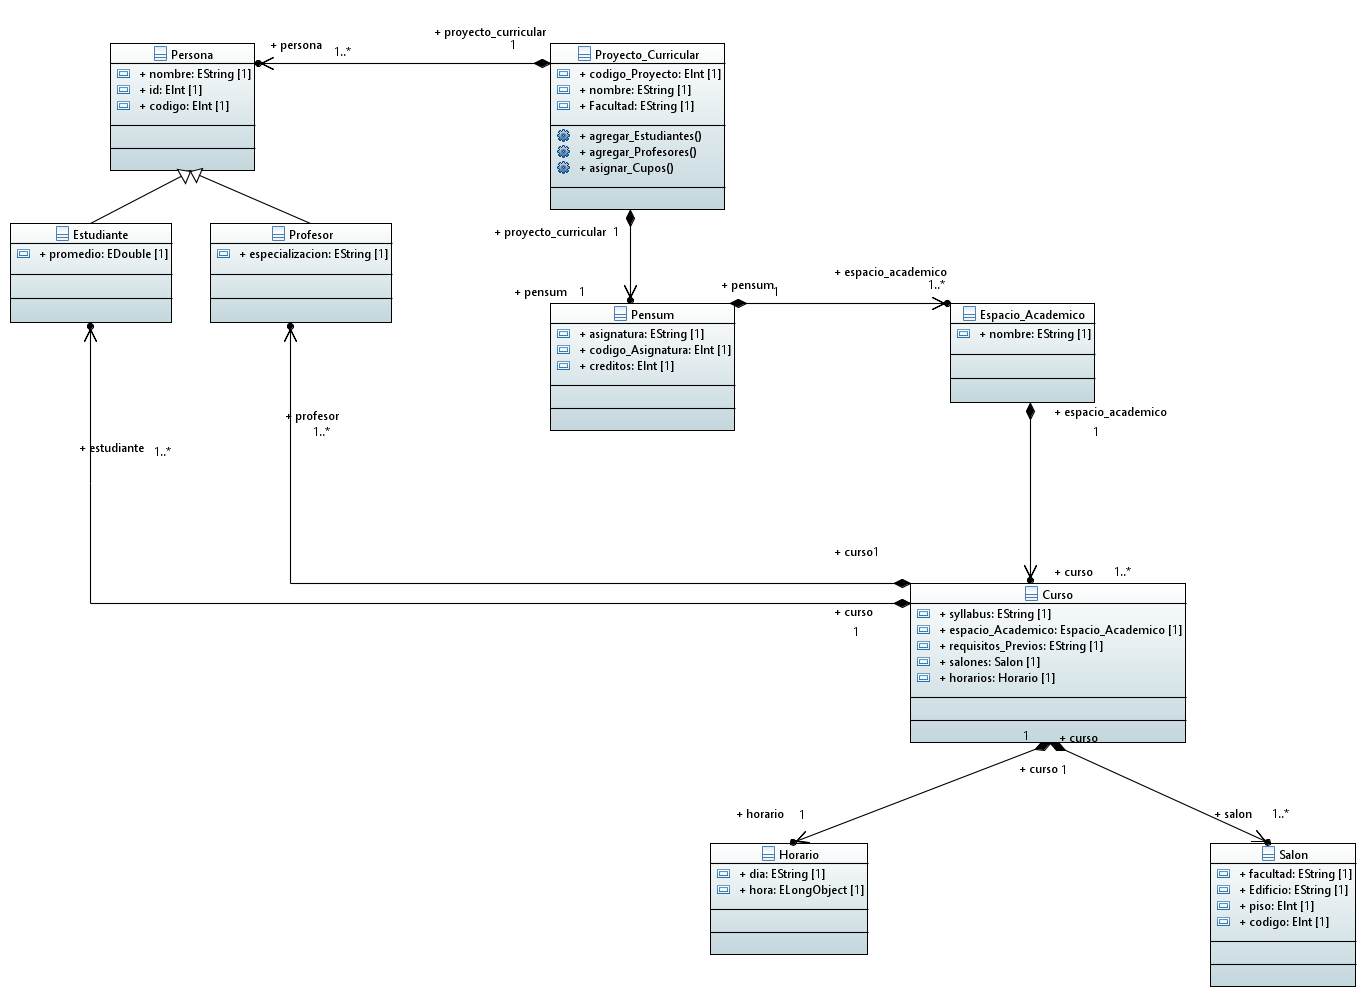 + proyecto_curricular
1
+ persona
1..*
Persona
+ nombre: EString [1]
+ id: EInt [1]
+ codigo: EInt [1]
Proyecto_Curricular
+ codigo_Proyecto: EInt [1]
+ nombre: EString [1]
+ Facultad: EString [1]
+ agregar_Estudiantes()
+ agregar_Profesores()
+ asignar_Cupos()
Estudiante
+ promedio: EDouble [1]
Profesor
+ especializacion: EString [1]
+ proyecto_curricular 1
+ pensum 1
+ pensum
1
+ espacio_academico
1..*
Pensum
+ asignatura: EString [1]
+ codigo_Asignatura: EInt [1]
+ creditos: EInt [1]
Espacio_Academico
+ nombre: EString [1]
+ espacio_academico
1
+ profesor
1..*
+ estudiante 1..*
+ curso1
+ curso
1
+ curso 1..*
Curso
+ syllabus: EString [1]
+ espacio_Academico: Espacio_Academico [1]
+ requisitos_Previos: EString [1]
+ salones: Salon [1]
+ horarios: Horario [1]
1 + curso
+ curso 1
+ horario 1
+ salon 1..*
Horario
+ dia: EString [1]
+ hora: ELongObject [1]
Salon
+ facultad: EString [1]
+ Edificio: EString [1]
+ piso: EInt [1]
+ codigo: EInt [1]